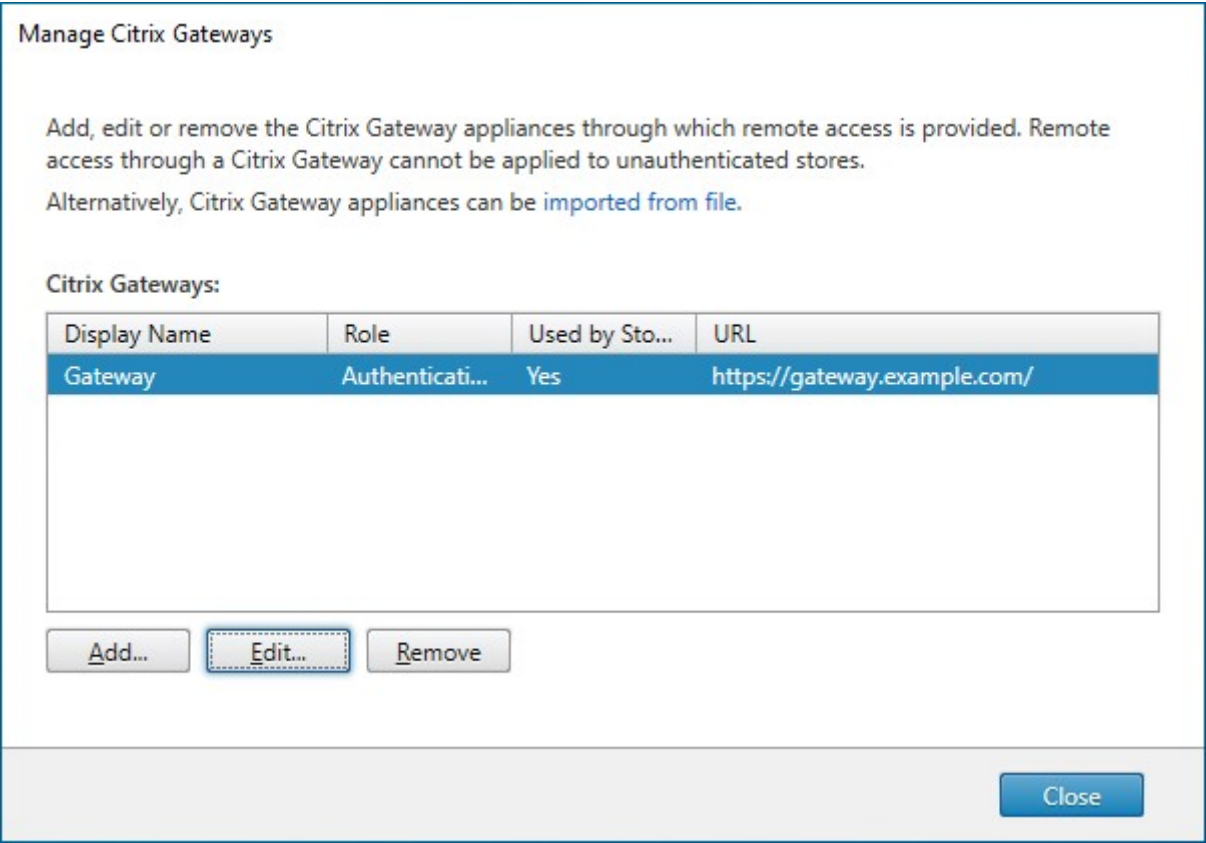 Manage Citrix Gateways
Add, edit or remove the Citrix Gateway appliances through which remote access is provided. Remote
access through a Citrix Gateway cannot be applied to unauthenticated stores.
Alternatively, Citrix Gateway appliances can be imported from file.
Citrix Gateways:
Display Name Role Used by Sto... URL
Gateway Authenticati... Yes https://gateway.example.com/
Add... Edit... Remove
Close